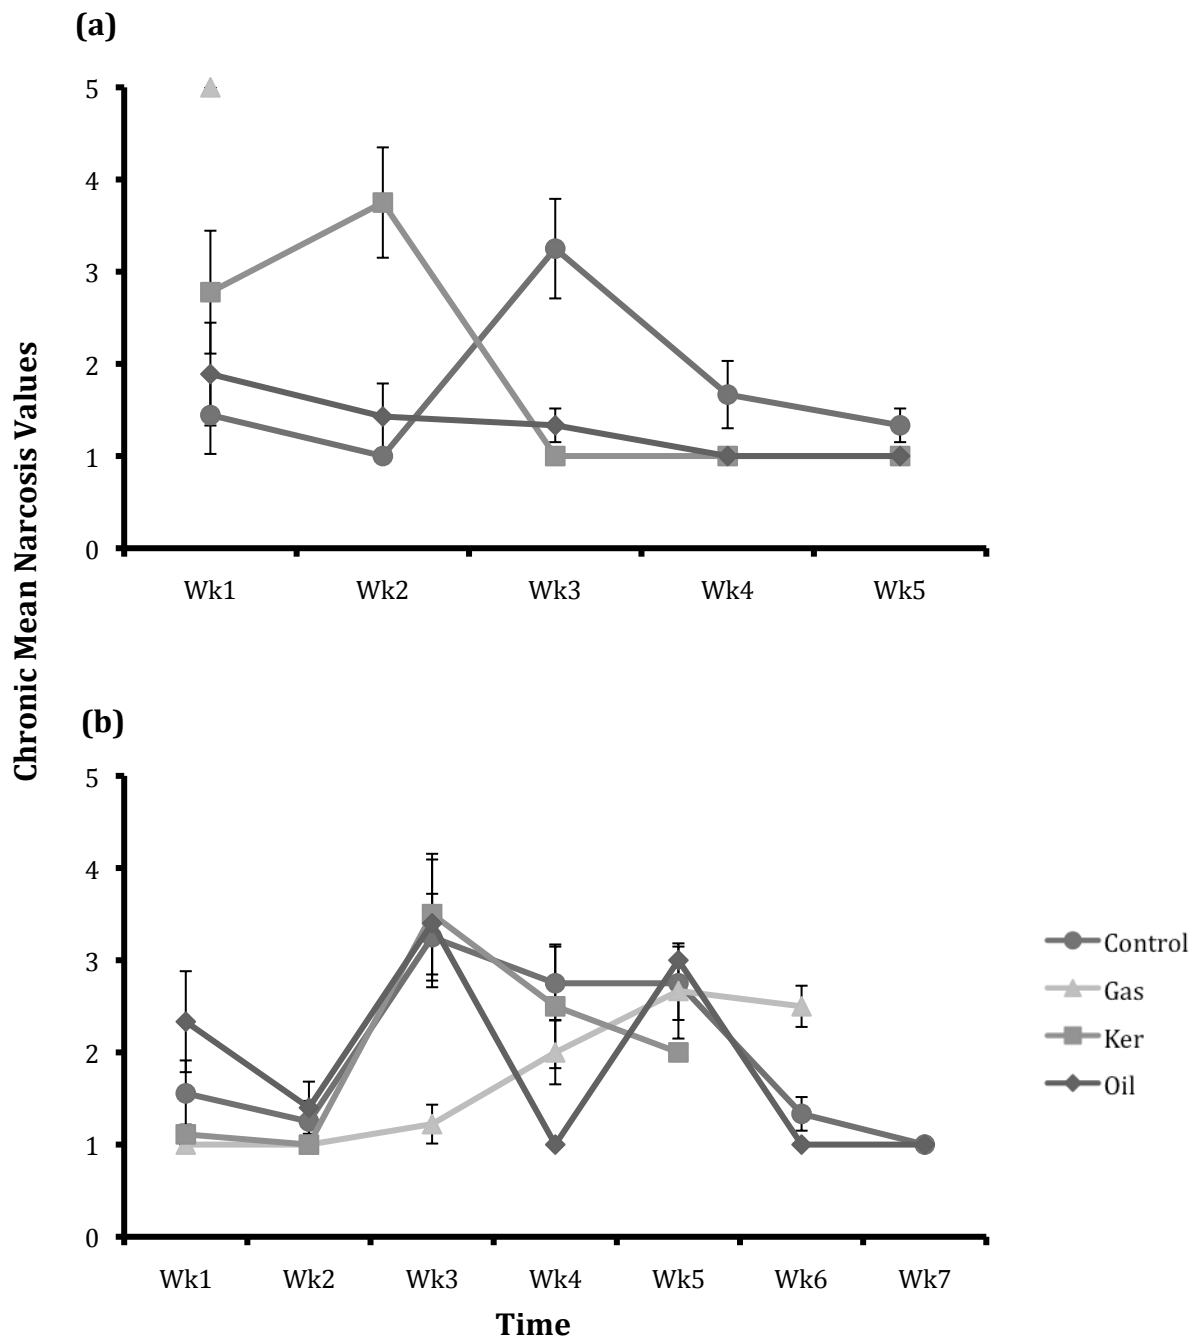 (a)
5
4
3
2
1
0
Wk1 Wk2 Wk3 Wk4 Wk5
Chronic Mean Narcosis Values
(b)
5
4
3
2
1
0
Wk1 Wk2 Wk3 Wk4 Wk5 Wk6 Wk7
Time
Control
Gas
Ker
Oil